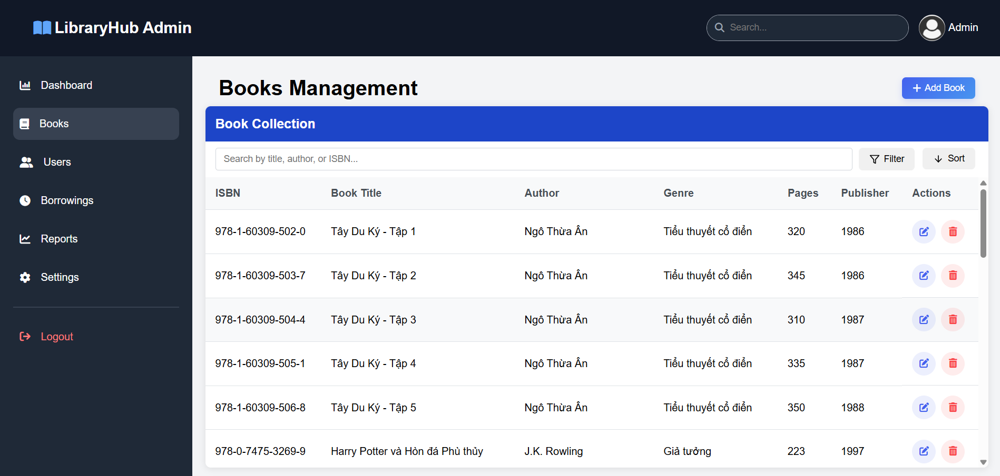 LibraryHub Admin
Search...
Admin
Dashboard
Books
Users
Borrowings
Reports
Settings
Logout
Books Management
Add Book
Book Collection
Search by title, author, or ISBN...
Filter
Sort
ISBN Book Title Author Genre Pages Publisher Actions
978-1-60309-502-0 Tây Du Ký - Tập 1 Ngô Thừa Ân Tiểu thuyết cổ điển 320 1986
978-1-60309-503-7 Tây Du Ký - Tập 2 Ngô Thừa Ân Tiểu thuyết cổ điển 345 1986
978-1-60309-504-4 Tây Du Ký - Tập 3 Ngô Thừa Ân Tiểu thuyết cổ điển 310 1987
978-1-60309-505-1 Tây Du Ký - Tập 4 Ngô Thừa Ân Tiểu thuyết cổ điển 335 1987
978-1-60309-506-8 Tây Du Ký - Tập 5 Ngô Thừa Ân Tiểu thuyết cổ điển 350 1988
978-0-7475-3269-9 Harry Potter và Hòn đá Phù thủy J.K. Rowling Giả tưởng 223 1997